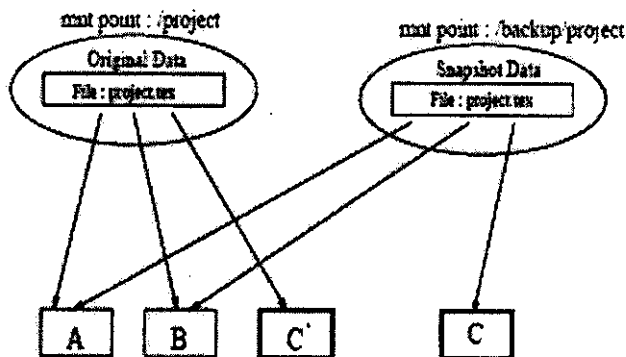 mnt point : /project
Original Data
File : project.tex
mnt point : /backup/project
Snapshot Data
File : project.tex
A
B
C'
C